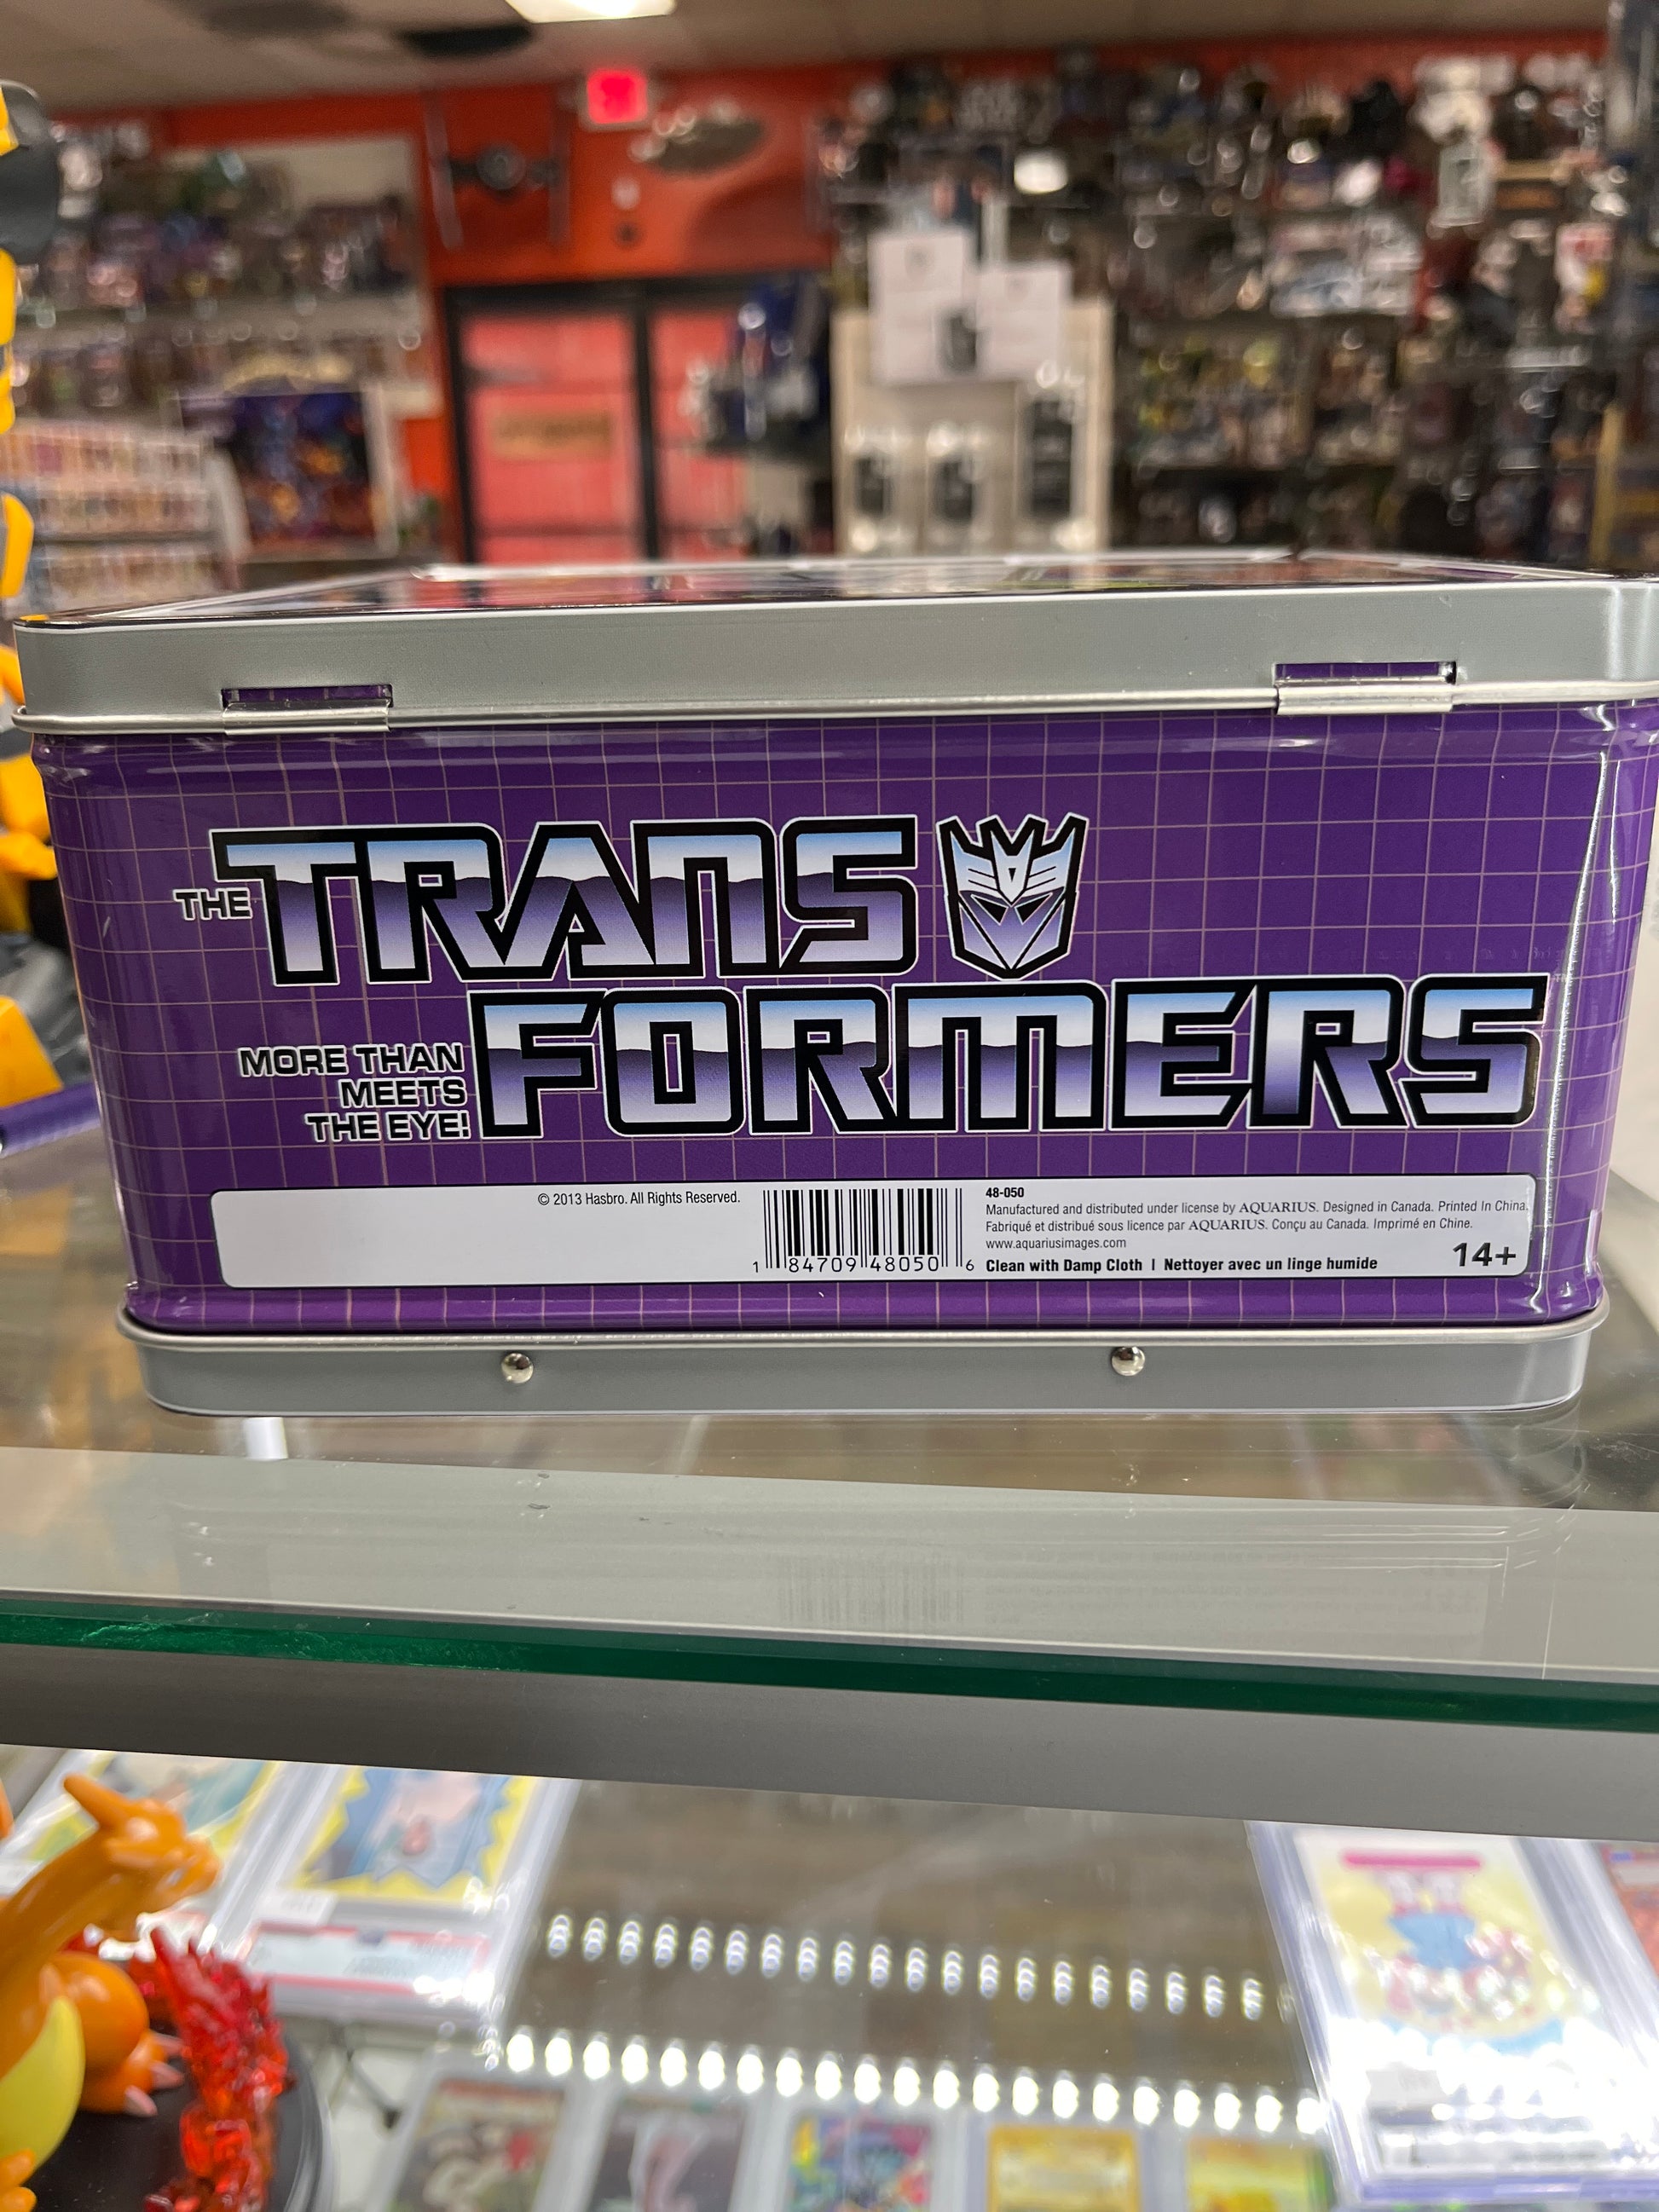 THE TRANS
FORMERS
MORE THAN
MEETS
THE EYE!
© 2013 Hasbro. All Rights Reserved.
1 84709 48050 6
48-050
Manufactured and distributed under license by AQUARIUS. Designed in Canada. Printed In China.
Fabriqué et distribué sous licence par AQUARIUS. Conçu au Canada. Imprimé en Chine.
www.aquariusimages.com
Clean with Damp Cloth | Nettoyer avec un linge humide
14+